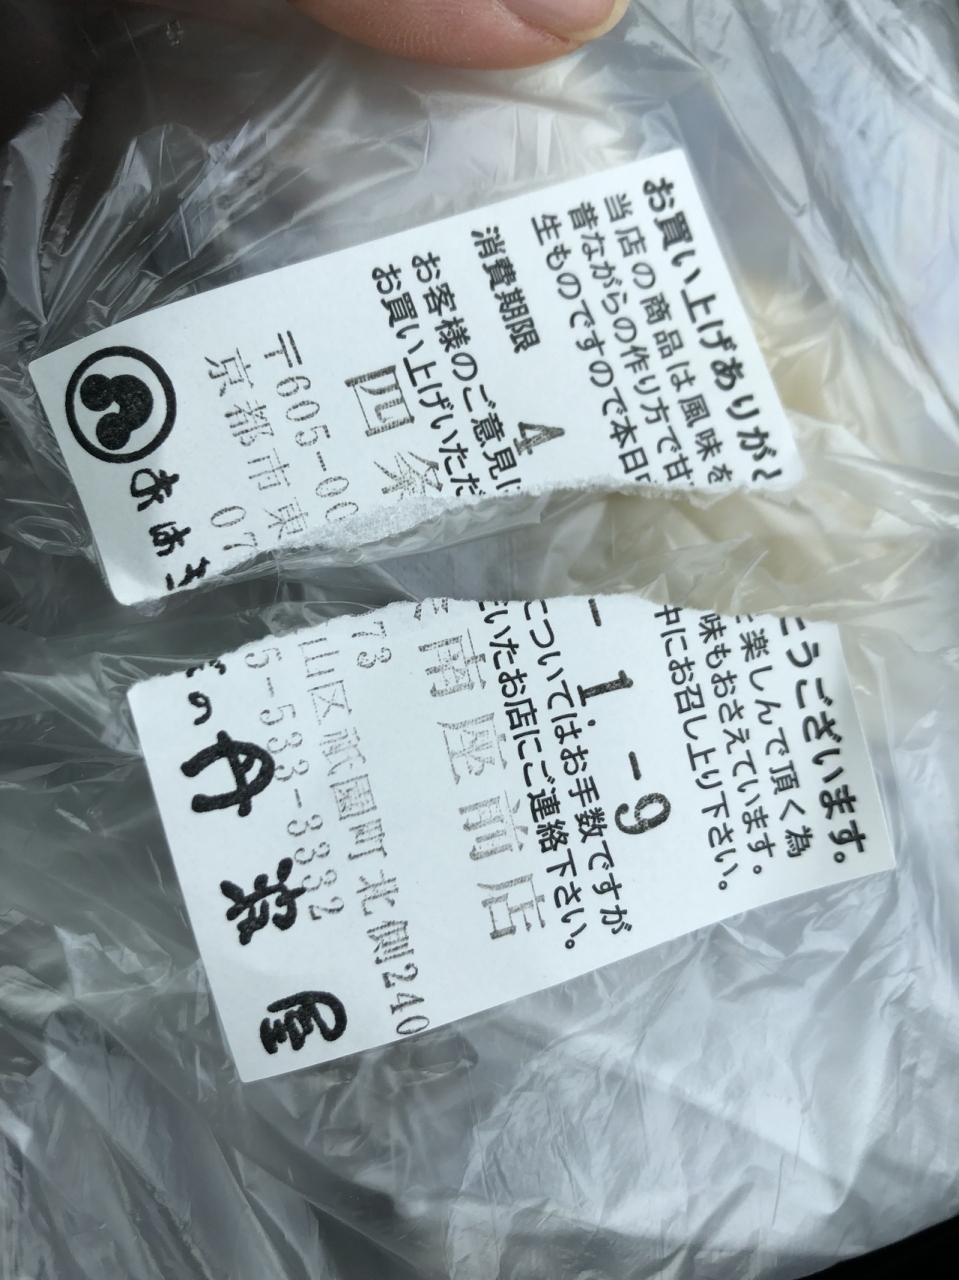 お買い上げありがとうございます。
当店の商品は風味を楽しんで頂く為
昔ながらの作り方で甘味もおさえています。
生ものですので本日中にお召し上り下さい。
消費期限 4-1.-9
お客様のご意見についてはお手数ですが
お買い上げいただいたお店にご連絡下さい。
四条南座前店
〒605-0073
京都市東山区祇園町北側240
075-533-3332
おはぎの丹波屋